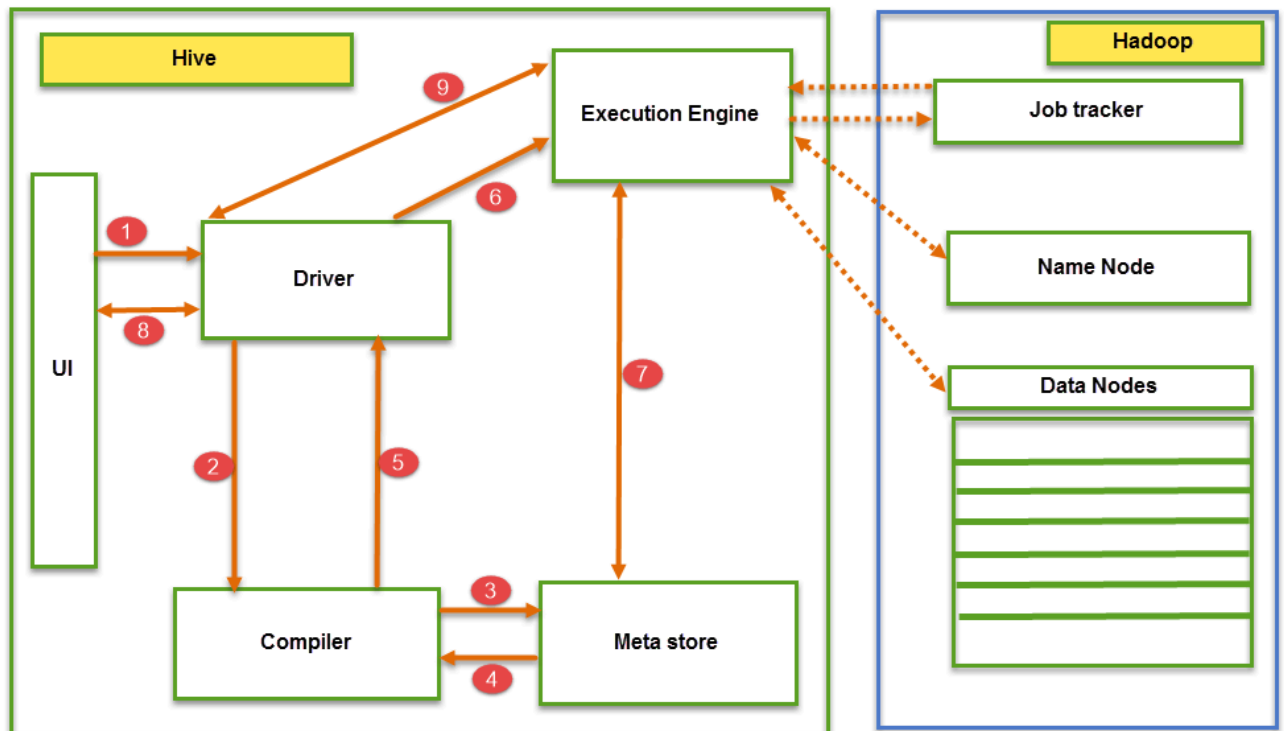 Hive
Hadoop
9
Execution Engine
Job tracker
6
1
Driver
Name Node
8
UI
7
Data Nodes
2
5
3
Compiler
Meta store
4